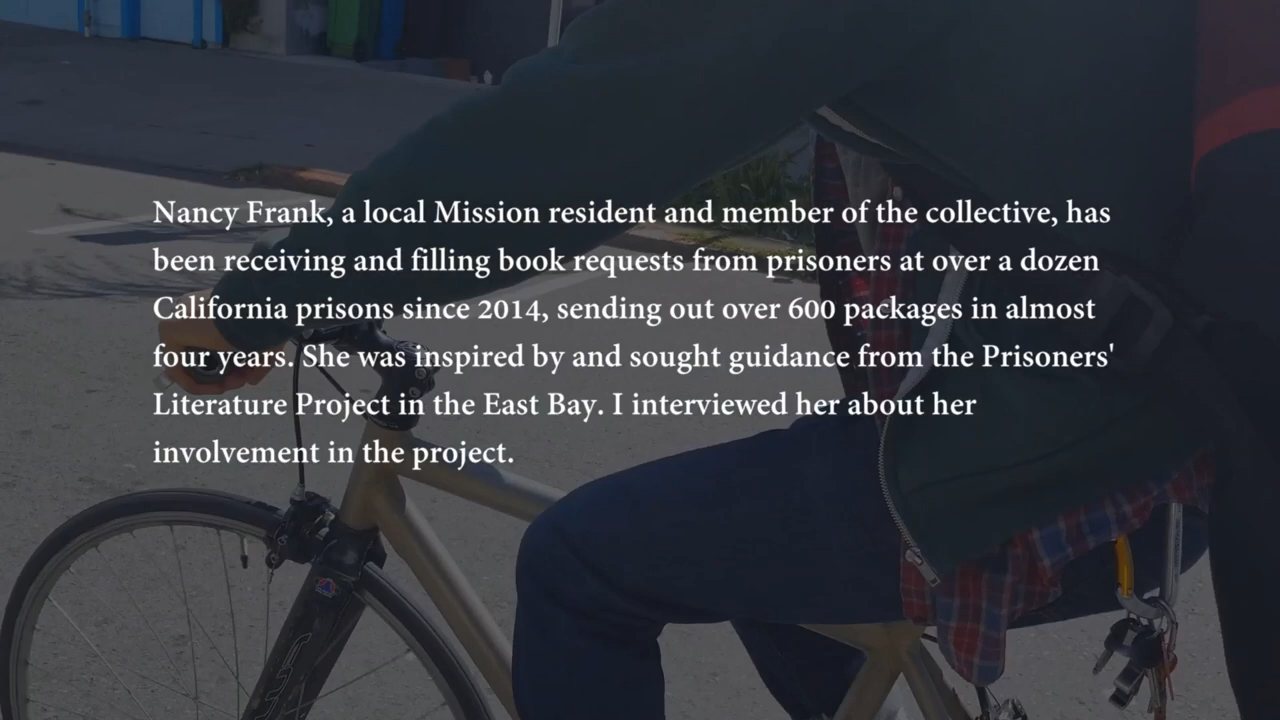 Nancy Frank, a local Mission resident and member of the collective, has
been receiving and filling book requests from prisoners at over a dozen
California prisons since 2014, sending out over 600 packages in almost
four years. She was inspired by and sought guidance from the Prisoners'
Literature Project in the East Bay. I interviewed her about her
involvement in the project.